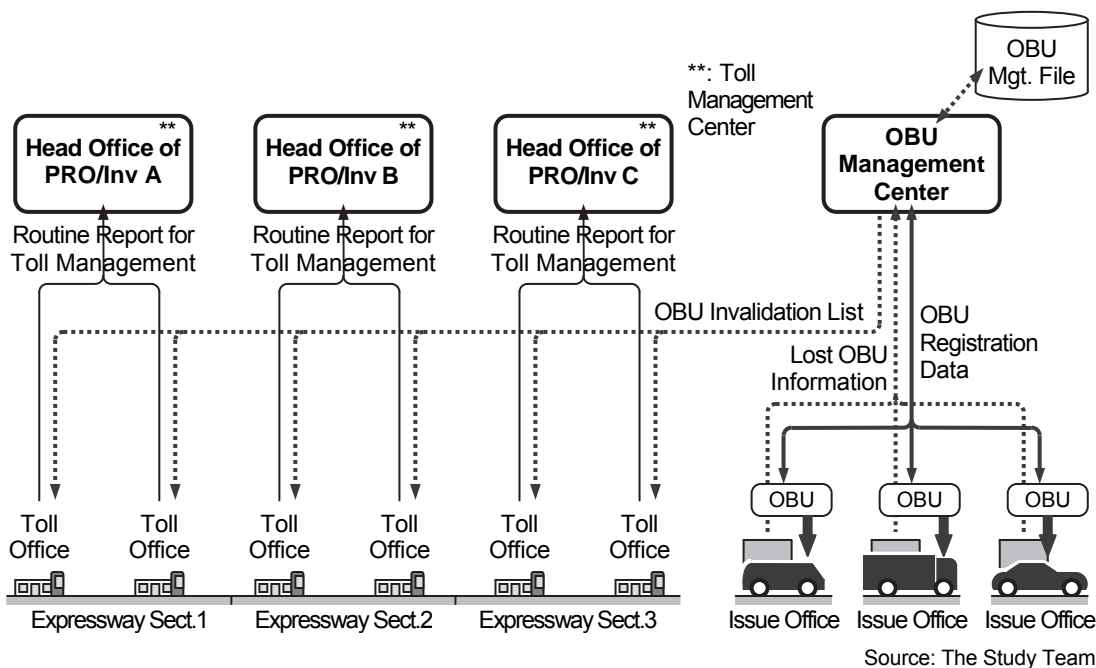 OBU
Mgt. File
**: Toll
Management
Center
**
Head Office of
PRO/Inv A
**
Head Office of
PRO/Inv B
**
Head Office of
PRO/Inv C
OBU
Management
Center
Routine Report for
Toll Management
Routine Report for
Toll Management
Routine Report for
Toll Management
OBU Invalidation List
OBU
Registration
Data
Lost OBU
Information
OBU
OBU
OBU
Toll
Office
Toll
Office
Toll
Office
Toll
Office
Toll
Office
Toll
Office
Expressway Sect.1
Expressway Sect.2
Expressway Sect.3
Issue Office
Issue Office
Issue Office
Source: The Study Team